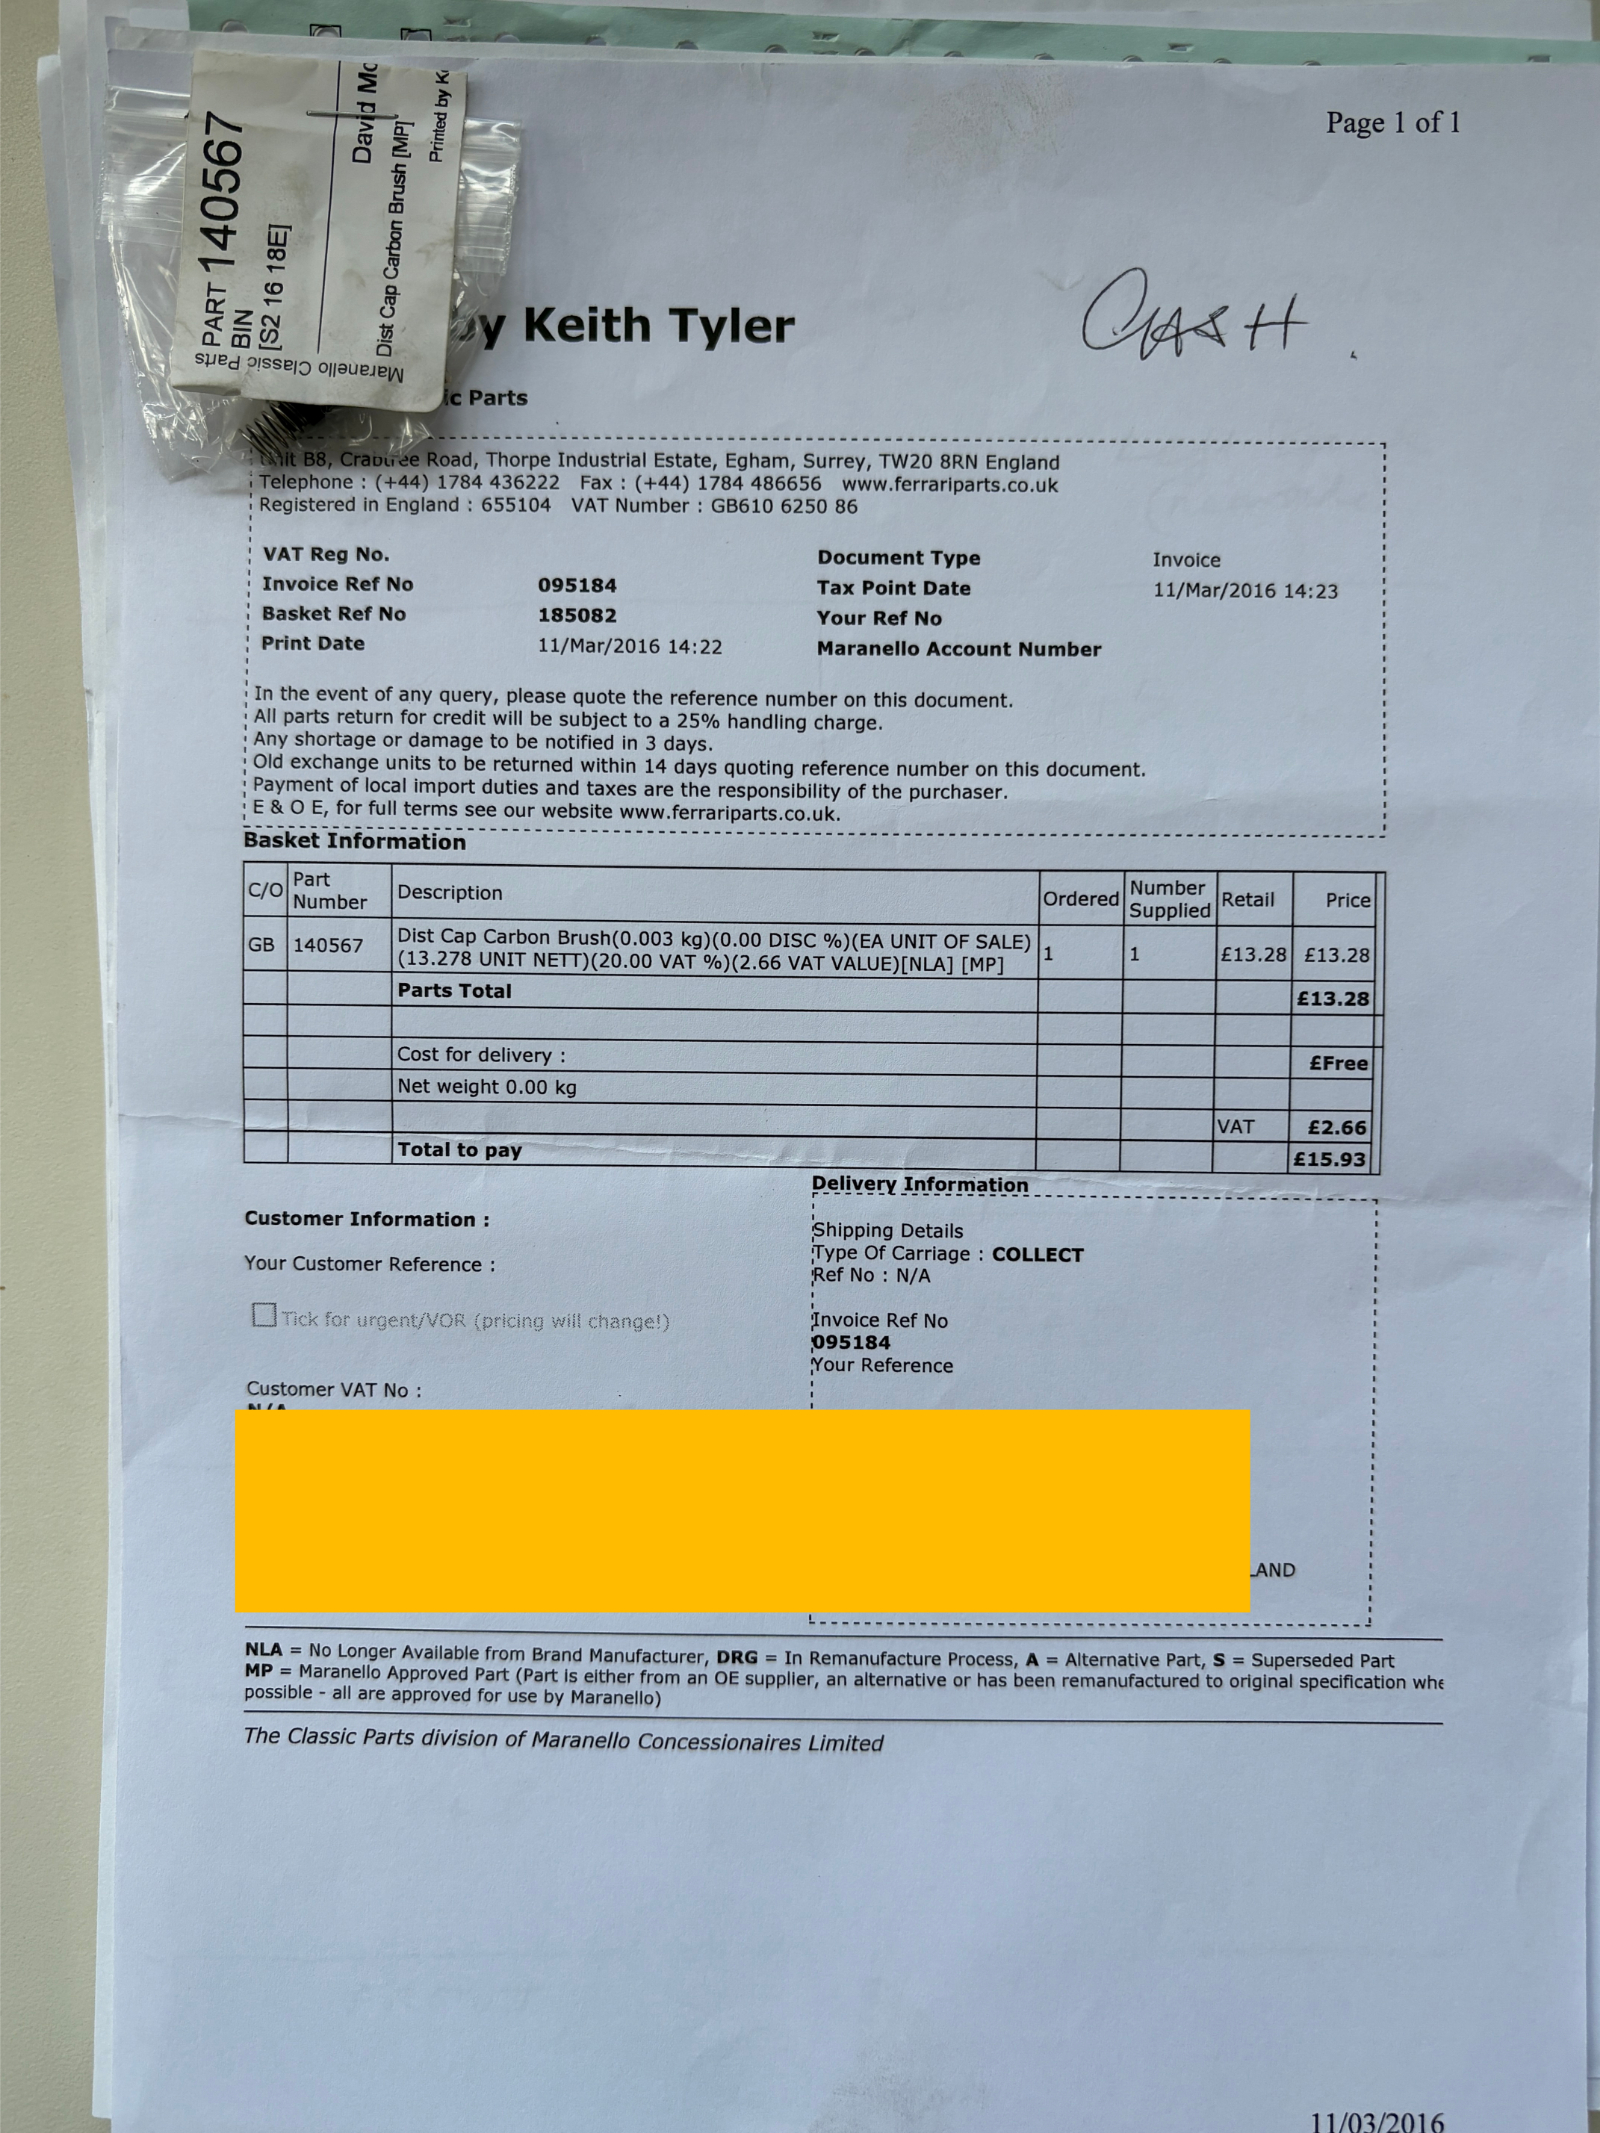 Page 1 of 1
PART 140567
BIN
[S2 16 18E]
David Mc
Dist Cap Carbon Brush [MP]
Printed by K
Maranello Classic Parts
by Keith Tyler
CASH
ic Parts
Unit B8, Crabtree Road, Thorpe Industrial Estate, Egham, Surrey, TW20 8RN England
Telephone : (+44) 1784 436222 Fax : (+44) 1784 486656 www.ferrariparts.co.uk
Registered in England : 655104 VAT Number : GB610 6250 86
VAT Reg No. Document Type Invoice
Invoice Ref No 095184 Tax Point Date 11/Mar/2016 14:23
Basket Ref No 185082 Your Ref No
Print Date 11/Mar/2016 14:22 Maranello Account Number
In the event of any query, please quote the reference number on this document.
All parts return for credit will be subject to a 25% handling charge.
Any shortage or damage to be notified in 3 days.
Old exchange units to be returned within 14 days quoting reference number on this document.
Payment of local import duties and taxes are the responsibility of the purchaser.
E & O E, for full terms see our website www.ferrariparts.co.uk.
Basket Information
C/O Part Number Description Ordered Number Supplied Retail Price
GB 140567 Dist Cap Carbon Brush(0.003 kg)(0.00 DISC %)(EA UNIT OF SALE) 1 1 £13.28 £13.28
(13.278 UNIT NETT)(20.00 VAT %)(2.66 VAT VALUE)[NLA] [MP]
Parts Total £13.28
Cost for delivery : £Free
Net weight 0.00 kg
VAT £2.66
Total to pay £15.93
Customer Information :
Your Customer Reference :
Tick for urgent/VOR (pricing will change!)
Customer VAT No :
N/A
Delivery Information
Shipping Details
Type Of Carriage : COLLECT
Ref No : N/A
Invoice Ref No
095184
Your Reference
LAND
NLA = No Longer Available from Brand Manufacturer, DRG = In Remanufacture Process, A = Alternative Part, S = Superseded Part
MP = Maranello Approved Part (Part is either from an OE supplier, an alternative or has been remanufactured to original specification whe
possible - all are approved for use by Maranello)
The Classic Parts division of Maranello Concessionaires Limited
11/03/2016